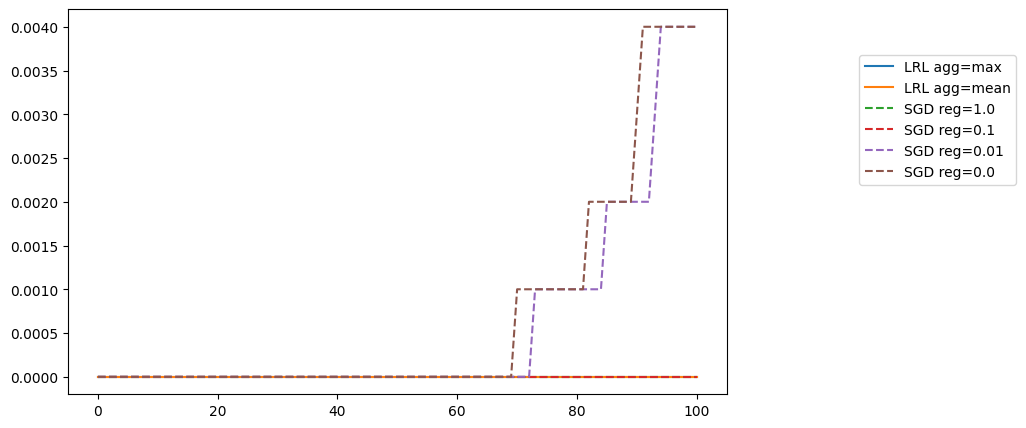 0.0040
0.0035
0.0030
0.0025
0.0020
0.0015
0.0010
0.0005
0.0000
0 20 40 60 80 100
LRL agg=max
LRL agg=mean
SGD reg=1.0
SGD reg=0.1
SGD reg=0.01
SGD reg=0.0